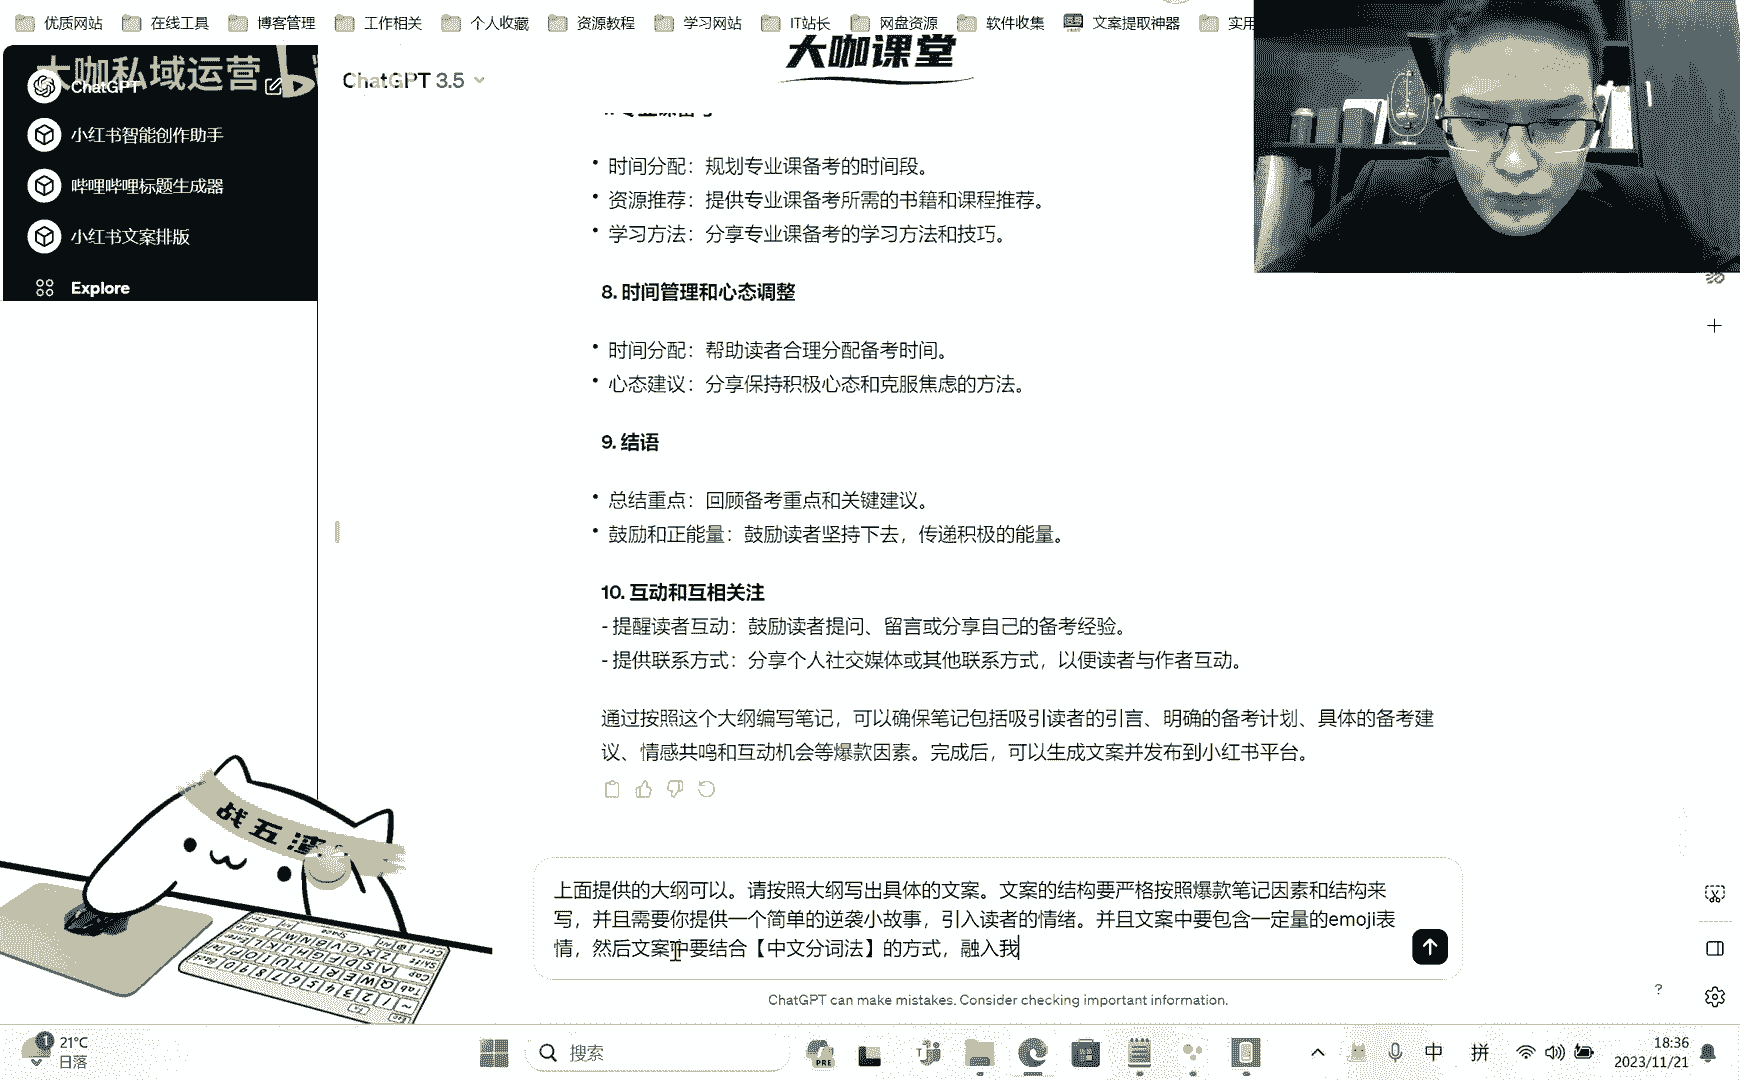 优质网站
在线工具
博客管理
工作相关
个人收藏
资源教程
学习网站
IT站长
网盘资源
软件收集
文案提取神器
实用
大咖私域运营
大咖课堂
ChatGPT
小红书智能创作助手
哔哩哔哩标题生成器
小红书文案排版
Explore
ChatGPT 3.5
时间分配：规划专业课备考的时间段。
资源推荐：提供专业课备考所需的书籍和课程推荐。
学习方法：分享专业课备考的学习方法和技巧。
8. 时间管理和心态调整
时间分配：帮助读者合理分配备考时间。
心态建议：分享保持积极心态和克服焦虑的方法。
9. 结语
总结重点：回顾备考重点和关键建议。
鼓励和正能量：鼓励读者坚持下去，传递积极的能量。
10. 互动和互相关注
- 提醒读者互动：鼓励读者提问、留言或分享自己的备考经验。
- 提供联系方式：分享个人社交媒体或其他联系方式，以便读者与作者互动。
通过按照这个大纲编写笔记，可以确保笔记包括吸引读者的引言、明确的备考计划、具体的备考建
议、情感共鸣和互动机会等爆款因素。完成后，可以生成文案并发布到小红书平台。
上面提供的大纲可以。请按照大纲写出具体的文案。文案的结构要严格按照爆款笔记因素和结构来
写，并且需要你提供一个简单的逆袭小故事，引入读者的情绪。并且文案中要包含一定量的emoji表
情，然后文案中要结合【中文分词法】的方式，融入我
ChatGPT can make mistakes. Consider checking important information.
?
战五渣
1
21°C
日落
搜索
PRE
中
拼
18:36
2023/11/21